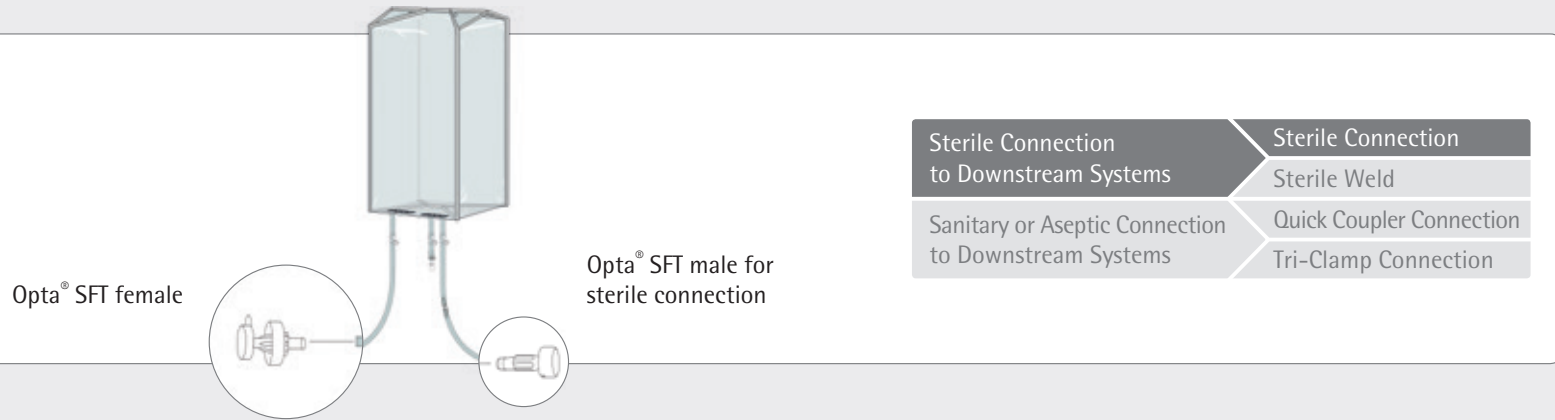 Opta® SFT female
Opta® SFT male for
sterile connection
Sterile Connection
to Downstream Systems
Sterile Connection
Sterile Weld
Sanitary or Aseptic Connection
to Downstream Systems
Quick Coupler Connection
Tri-Clamp Connection